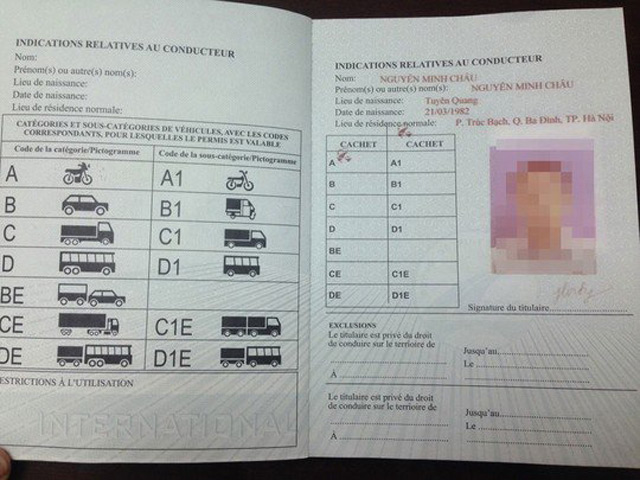 INDICATIONS RELATIVES AU CONDUCTEUR
Nom:
Prénom(s) ou autre(s) nom(s):
Lieu de naissance:
Date de naissance:
Lieu de résidence normale:
CATÉGORIES ET SOUS-CATÉGORIES DE VÉHICULES, AVEC LES CODES
CORRESPONDANTS, POUR LESQUELLES LE PERMIS EST VALABLE
Code de la catégorie/Pictogramme Code de la sous-catégorie/Pictogramme
A A1
B B1
C C1
D D1
BE
CE C1E
DE D1E
RESTRICTIONS À L'UTILISATION
INTERNATIONAL
INDICATIONS RELATIVES AU CONDUCTEUR
Nom: NGUYỄN MINH CHÂU
Prénom(s) ou autre(s) nom(s): NGUYỄN MINH CHÂU
Lieu de naissance: Tuyên Quang
Date de naissance: 21/03/1982
Lieu de résidence normale: P. Trúc Bạch, Q. Ba Đình, TP. Hà Nội
CACHET CACHET
A A1
B B1
C C1
D D1
BE
CE C1E
DE D1E
Signature du titulaire
EXCLUSIONS
Le titulaire est privé du droit
de conduire sur le terrioire de
Jusqu'au
Le
À
Le titulaire est privé du droit
de conduire sur le terrioire de
Jusqu'au
Le
À